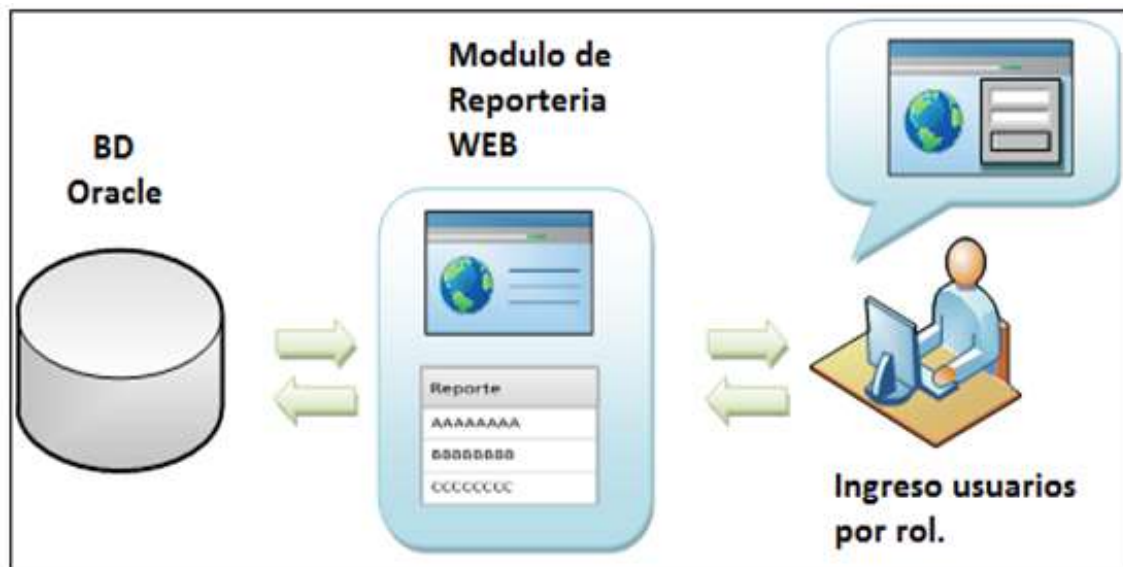 BD
Oracle
Modulo de
Reporteria
WEB
Reporte
AAAAAAAA
BBBBBBBB
CCCCCCCC
Ingreso usuarios
por rol.